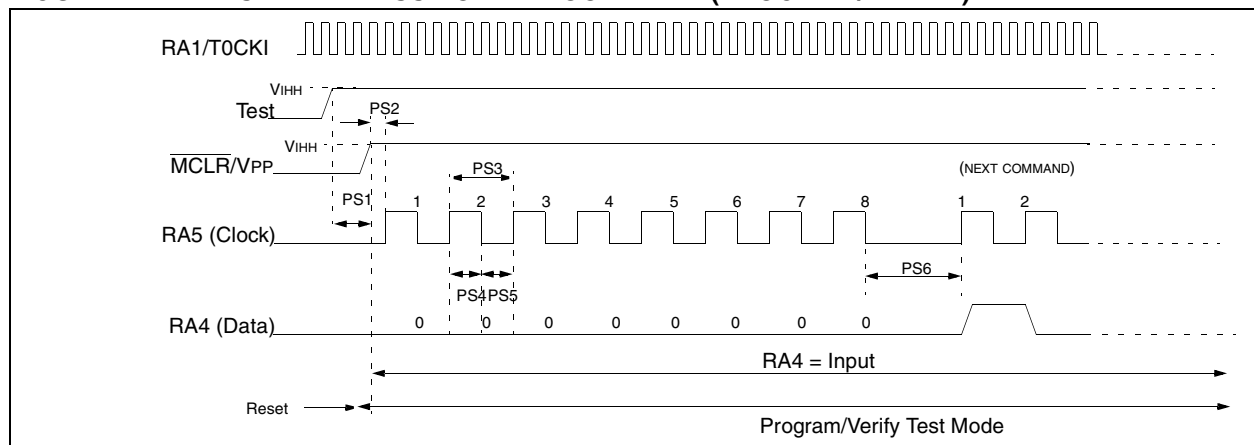 RA1/T0CKI
VIHH
Test
PS2
VIHH
MCLR/VPP
PS3
(NEXT COMMAND)
PS1
1 2 3 4 5 6 7 8 1 2
RA5 (Clock)
PS6
PS4 PS5
RA4 (Data)
0 0 0 0 0 0 0 0
RA4 = Input
Reset
Program/Verify Test Mode